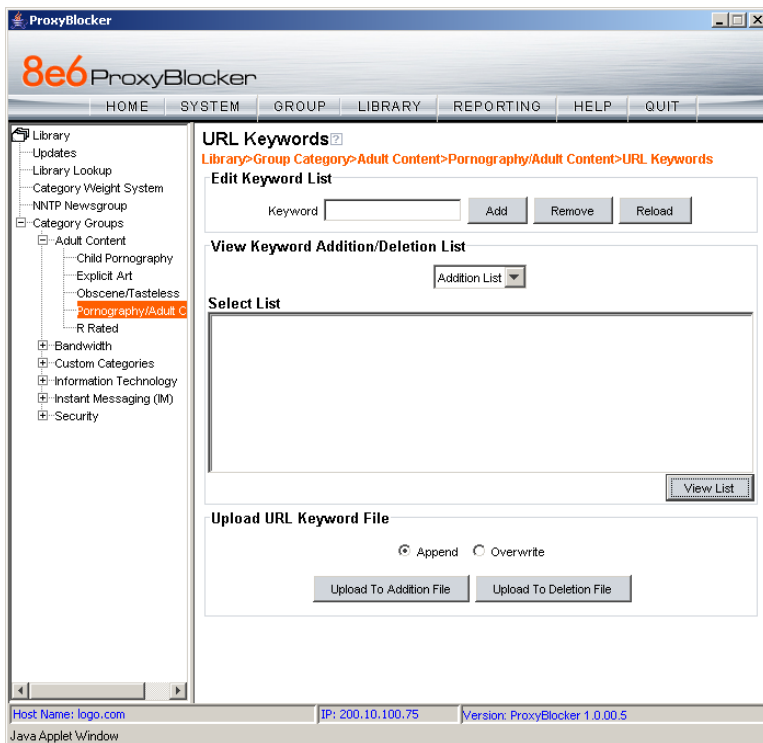 ProxyBlocker
8e6 ProxyBlocker
HOME SYSTEM GROUP LIBRARY REPORTING HELP QUIT
Library
Updates
Library Lookup
Category Weight System
NNTP Newsgroup
Category Groups
Adult Content
Child Pornography
Explicit Art
Obscene/Tasteless
Pornography/Adult C
R Rated
Bandwidth
Custom Categories
Information Technology
Instant Messaging (IM)
Security
URL Keywords ?
Library>Group Category>Adult Content>Pornography/Adult Content>URL Keywords
Edit Keyword List
Keyword Add Remove Reload
View Keyword Addition/Deletion List
Addition List
Select List
View List
Upload URL Keyword File
Append Overwrite
Upload To Addition File Upload To Deletion File
Host Name: logo.com IP: 200.10.100.75 Version: ProxyBlocker 1.0.00.5
Java Applet Window